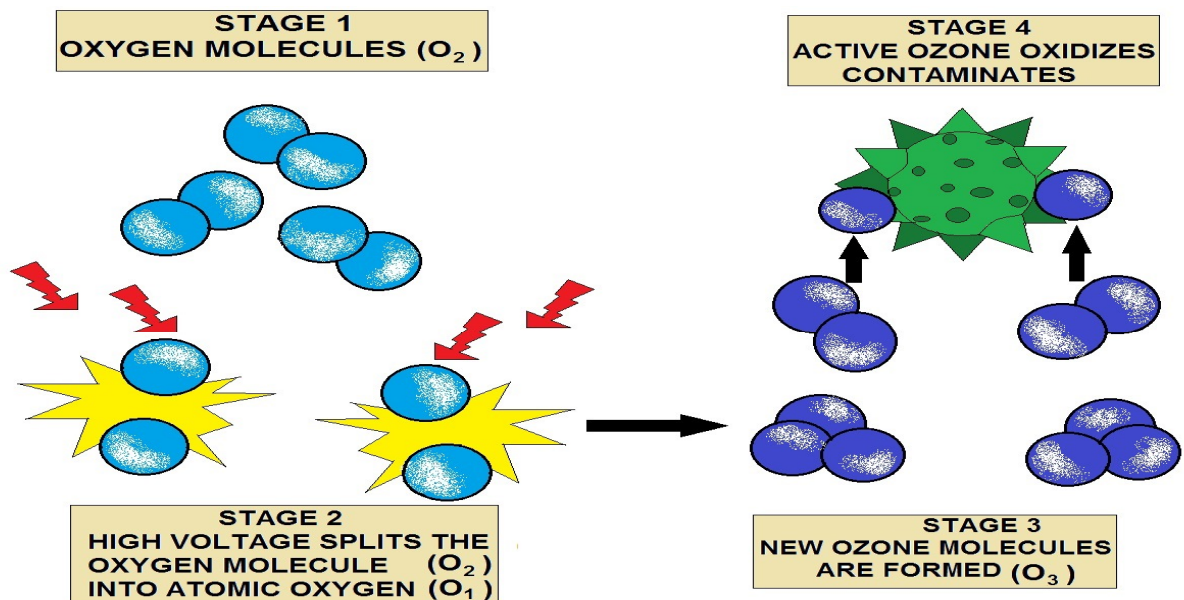 STAGE 1
OXYGEN MOLECULES (O₂)
STAGE 2
HIGH VOLTAGE SPLITS THE
OXYGEN MOLECULE (O₂)
INTO ATOMIC OXYGEN (O₁)
STAGE 3
NEW OZONE MOLECULES
ARE FORMED (O₃)
STAGE 4
ACTIVE OZONE OXIDIZES
CONTAMINATES